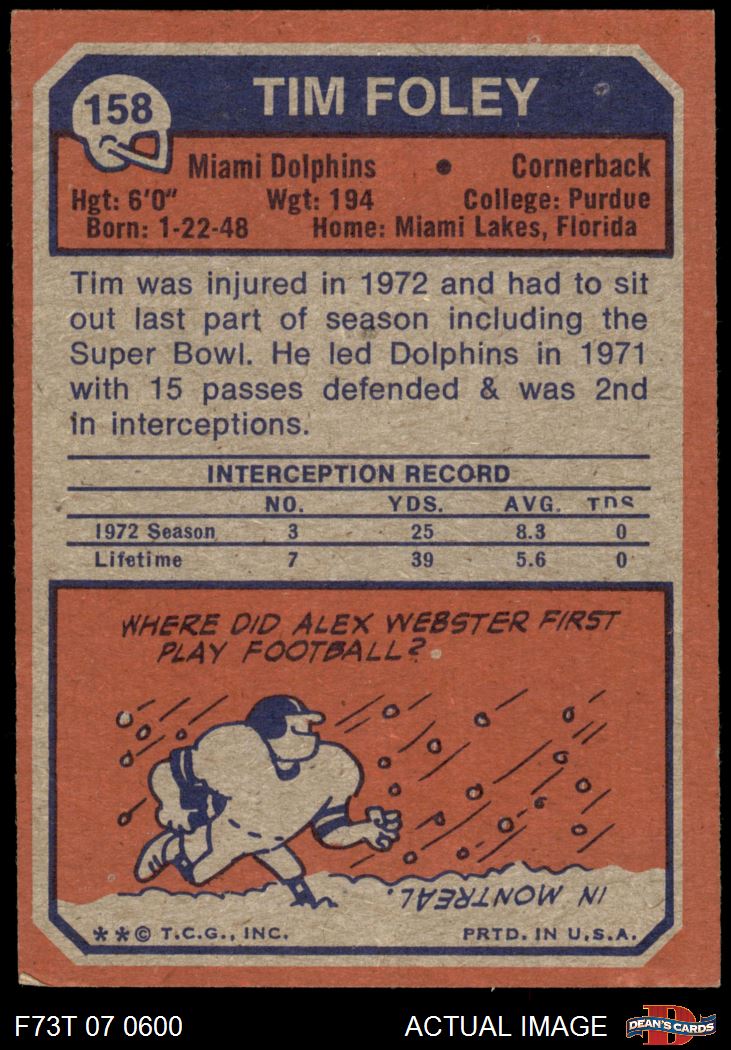 158
TIM FOLEY
Miami Dolphins • Cornerback
Hgt: 6'0" Wgt: 194 College: Purdue
Born: 1-22-48 Home: Miami Lakes, Florida
Tim was injured in 1972 and had to sit
out last part of season including the
Super Bowl. He led Dolphins in 1971
with 15 passes defended & was 2nd
in interceptions.
INTERCEPTION RECORD
NO. YDS. AVG. TDS
1972 Season 3 25 8.3 0
Lifetime 7 39 5.6 0
WHERE DID ALEX WEBSTER FIRST
PLAY FOOTBALL?
IN MONTREAL.
**© T.C.G., INC. PRTD. IN U.S.A.
F73T 07 0600 ACTUAL IMAGE
DEAN'S CARDS